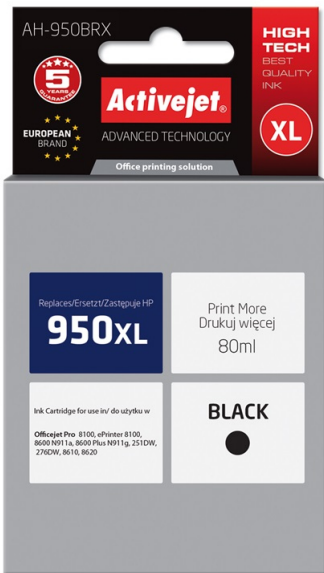 AH-950BRX
HIGH
TECH
BEST
QUALITY
INK
5
YEARS
GUARANTEE
Activejet®
EUROPEAN
BRAND
ADVANCED TECHNOLOGY
XL
Office printing solution
Replaces/Ersetzt/Zastępuje HP
950XL
Print More
Drukuj więcej
80ml
Ink Cartridge for use in/ do użytku w
Officejet Pro 8100, ePrinter 8100,
8600 N911a, 8600 Plus N911g, 251DW,
276DW, 8610, 8620
BLACK